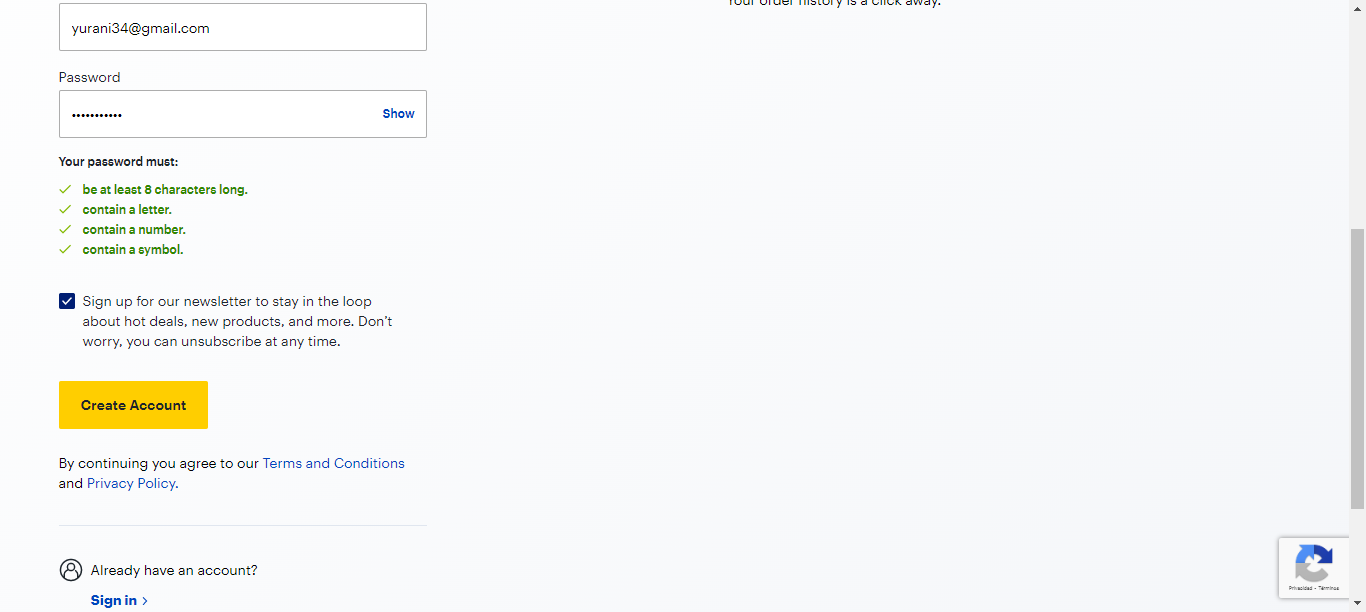 Your order history is a click away.
yurani34@gmail.com
Password
••••••••••• Show
Your password must:
be at least 8 characters long.
contain a letter.
contain a number.
contain a symbol.
Sign up for our newsletter to stay in the loop
about hot deals, new products, and more. Don't
worry, you can unsubscribe at any time.
Create Account
By continuing you agree to our Terms and Conditions
and Privacy Policy.
Already have an account?
Sign in >
Privacidad - Términos